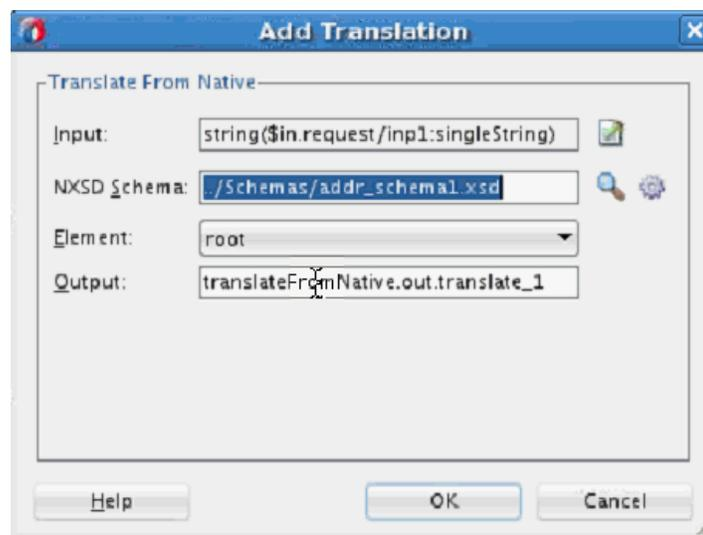 Add Translation
Translate From Native
Input: string($in.request/inp1:singleString)
NXSD Schema: ../Schemas/addr_schema1.xsd
Element: root
Output: translateFromNative.out.translate_1
Help OK Cancel